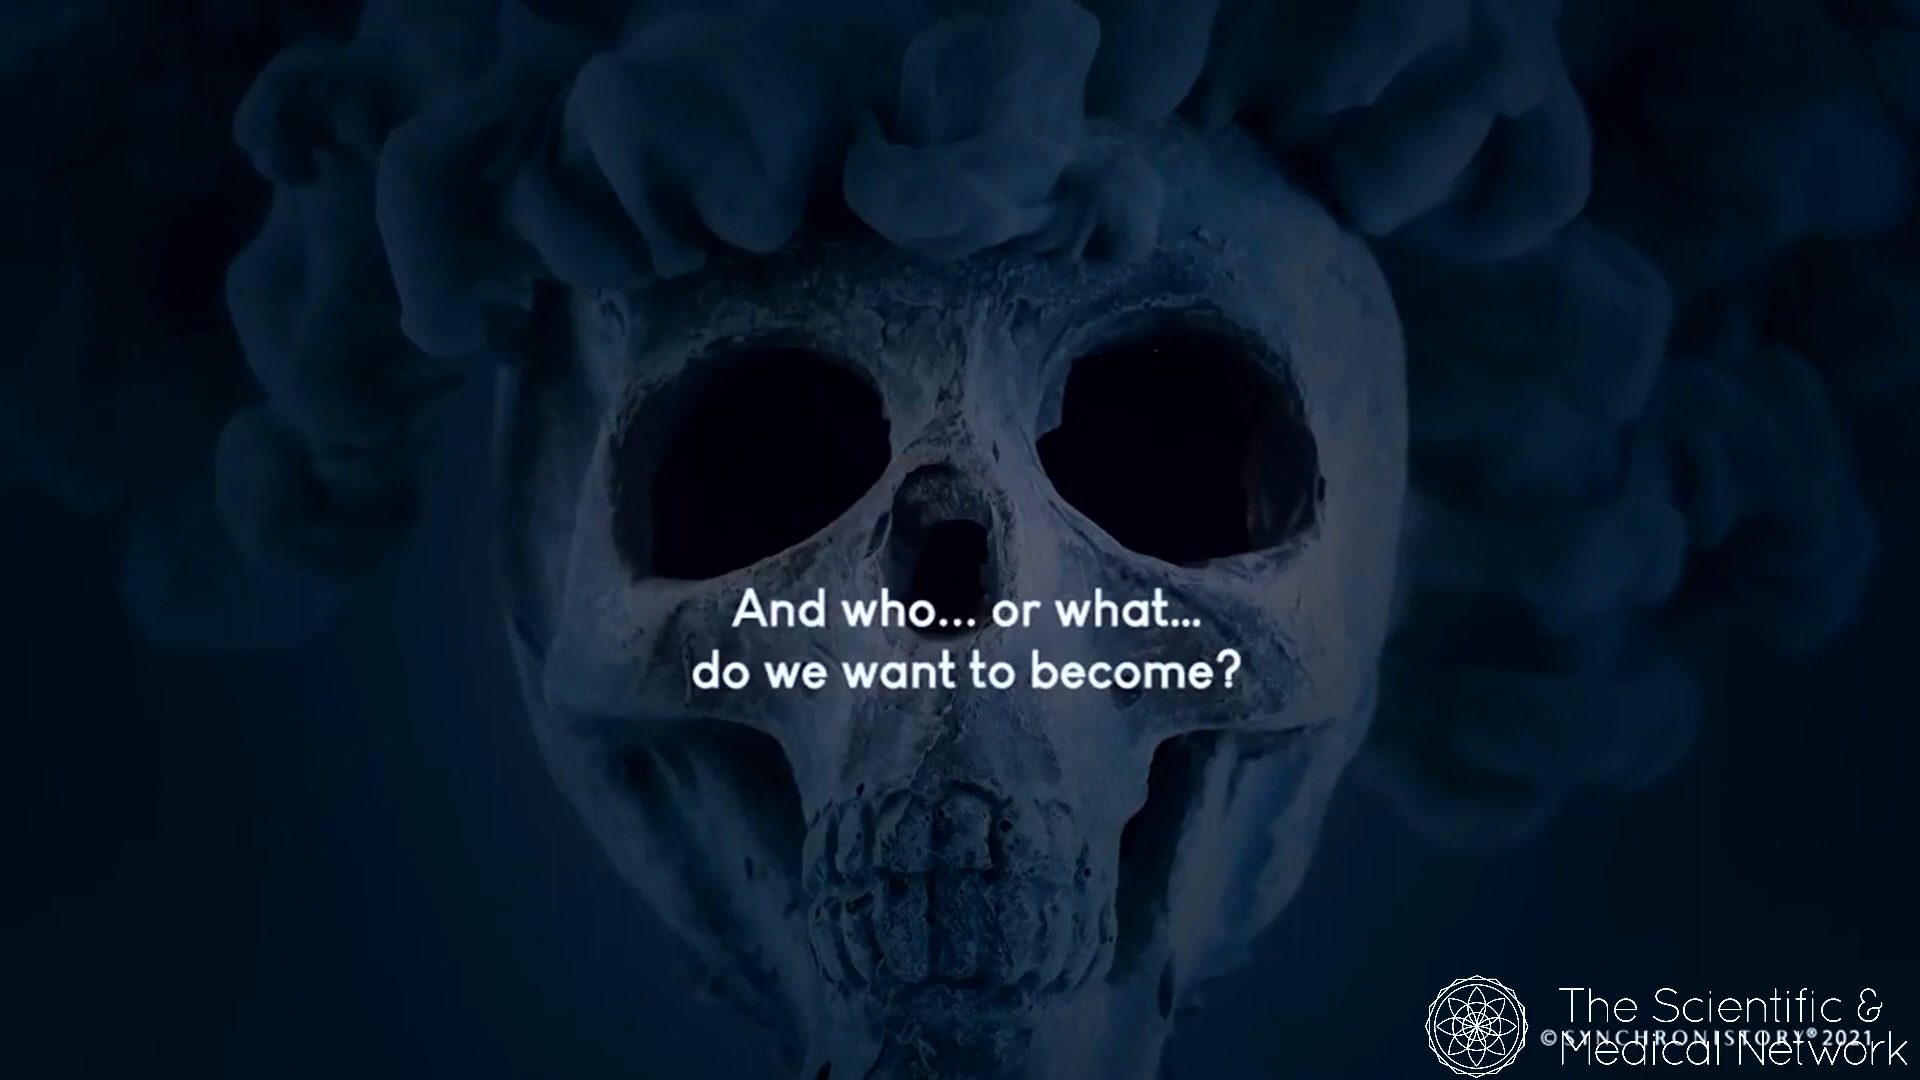 And who... or what...
do we want to become?
The Scientific &
©SYNCHRONISTORY® 2021
Medical Network